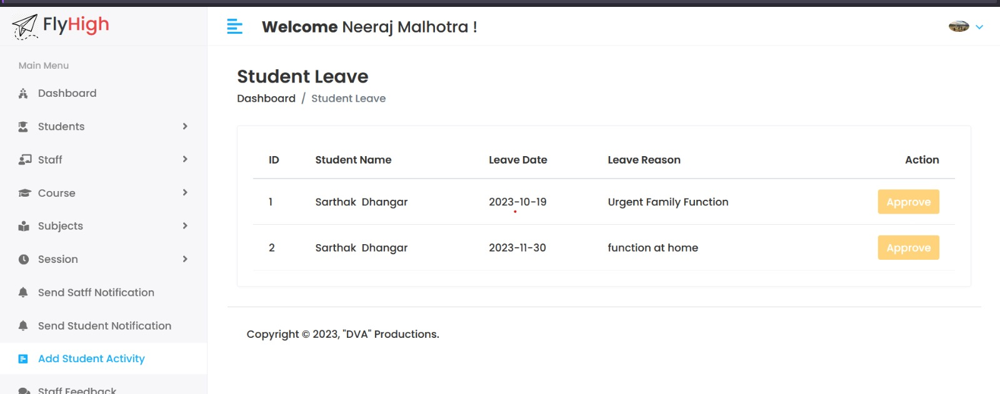 FlyHigh
Welcome Neeraj Malhotra !
Main Menu
Dashboard
Students
Staff
Course
Subjects
Session
Send Satff Notification
Send Student Notification
Add Student Activity
Staff Feedback
Student Leave
Dashboard / Student Leave
ID Student Name Leave Date Leave Reason Action
1 Sarthak Dhangar 2023-10-19 Urgent Family Function Approve
2 Sarthak Dhangar 2023-11-30 function at home Approve
Copyright © 2023, "DVA" Productions.